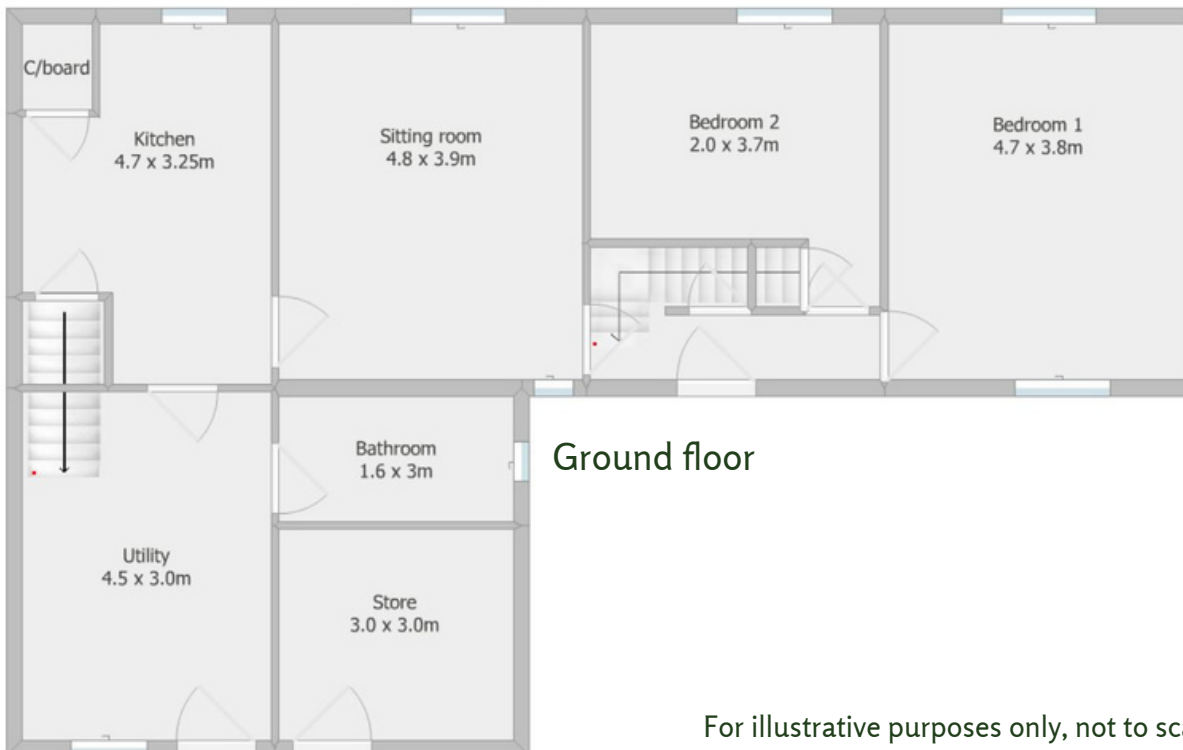 C/board
Kitchen
4.7 x 3.25m
Sitting room
4.8 x 3.9m
Bedroom 2
2.0 x 3.7m
Bedroom 1
4.7 x 3.8m
Bathroom
1.6 x 3m
Ground floor
Utility
4.5 x 3.0m
Store
3.0 x 3.0m
For illustrative purposes only, not to